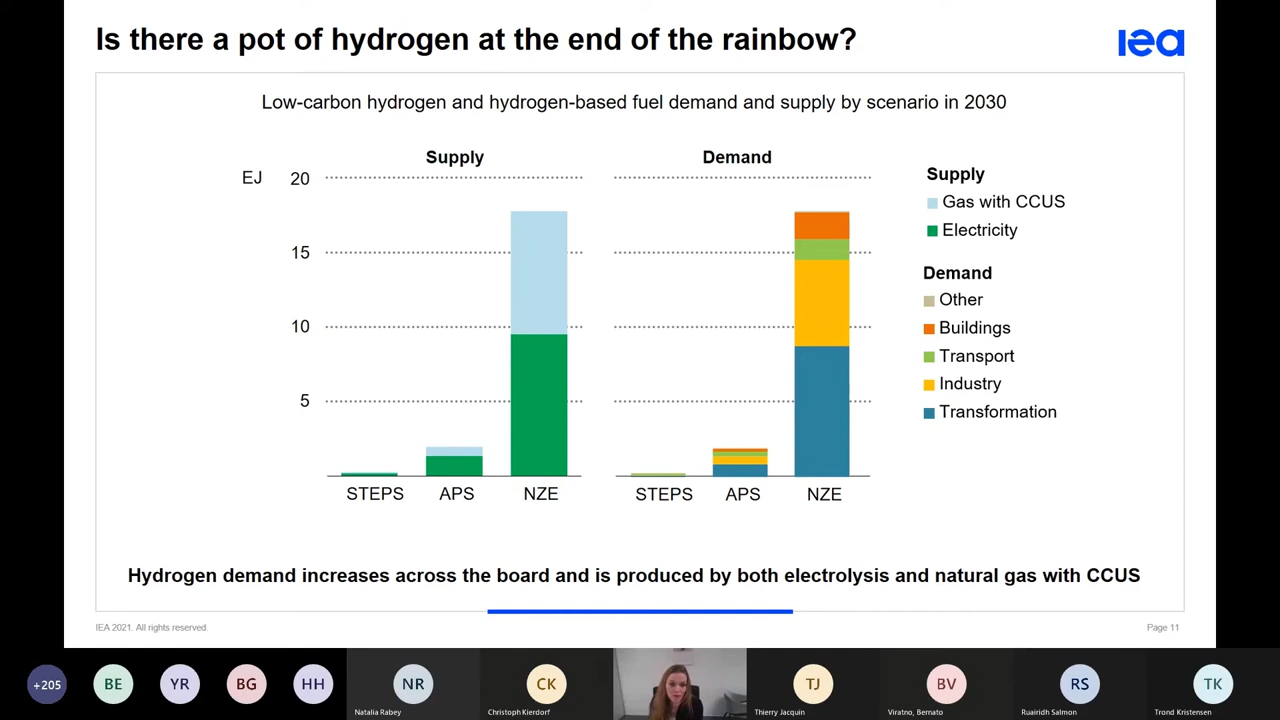 Is there a pot of hydrogen at the end of the rainbow?
iea
Low-carbon hydrogen and hydrogen-based fuel demand and supply by scenario in 2030
Supply
Demand
EJ
20
15
10
5
STEPS
APS
NZE
STEPS
APS
NZE
Supply
Gas with CCUS
Electricity
Demand
Other
Buildings
Transport
Industry
Transformation
Hydrogen demand increases across the board and is produced by both electrolysis and natural gas with CCUS
IEA 2021. All rights reserved.
Page 11
+205
BE
YR
BG
HH
NR
Natalia Rabey
CK
Christoph Kierdorf
TJ
Thierry Jacquin
BV
Viratno, Bernato
RS
Ruairidh Salmon
TK
Trond Kristensen